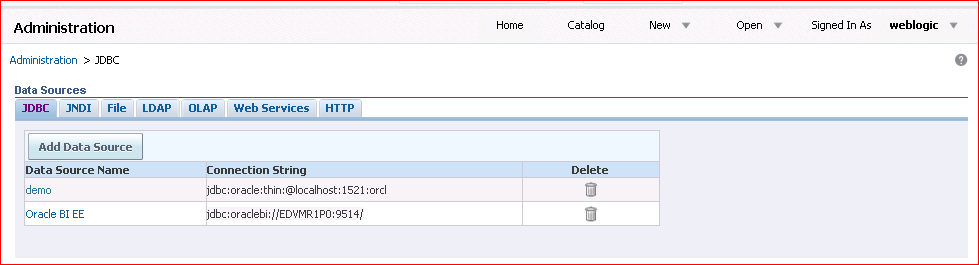 Administration Home Catalog New Open Signed In As weblogic
Administration > JDBC
Data Sources
JDBC JNDI File LDAP OLAP Web Services HTTP
Add Data Source
Data Source Name Connection String Delete
demo jdbc:oracle:thin:@localhost:1521:orcl
Oracle BI EE jdbc:oraclebi://EDVMR1P0:9514/